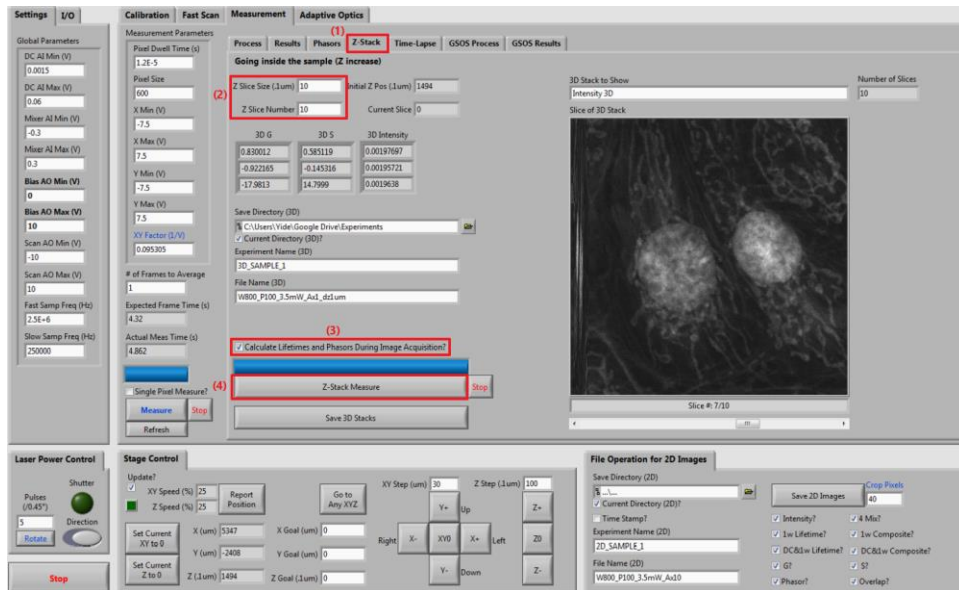 Settings I/O
Global Parameters
DC AI Min (V)
0.0015
DC AI Max (V)
0.06
Mixer AI Min (V)
-0.3
Mixer AI Max (V)
0.3
Bias AO Min (V)
0
Bias AO Max (V)
10
Scan AO Min (V)
-10
Scan AO Max (V)
10
Fast Samp Freq (Hz)
2.5E+6
Slow Samp Freq (Hz)
250000
Calibration Fast Scan Measurement Adaptive Optics
Measurement Parameters
Pixel Dwell Time (s)
1.2E-5
Pixel Size
600
X Min (V)
-7.5
X Max (V)
7.5
Y Min (V)
-7.5
Y Max (V)
7.5
XY Factor (1/V)
0.095305
# of Frames to Average
1
Expected Frame Time (s)
4.32
Actual Meas Time (s)
4.862
Single Pixel Measure?
Measure Stop
Refresh
(1)
Process Results Phasors Z-Stack Time-Lapse GSOS Process GSOS Results
Going inside the sample (Z increase)
(2)
Z Slice Size (.1um) 10 Initial Z Pos (.1um) 1494
Z Slice Number 10 Current Slice 0
3D G 3D S 3D Intensity
0.830012 0.585119 0.00197697
-0.922165 -0.145316 0.00195721
-17.9813 14.7999 0.0019638
Save Directory (3D)
C:\Users\Yide\Google Drive\Experiments
Current Directory (3D)?
Experiment Name (3D)
3D_SAMPLE_1
File Name (3D)
W800_P100_3.5mW_Ax1_dz1um
(3)
Calculate Lifetimes and Phasors During Image Acquisition?
(4)
Z-Stack Measure Stop
Save 3D Stacks
3D Stack to Show Number of Slices
Intensity 3D 10
Slice of 3D Stack
Slice #: 7/10
Laser Power Control
Shutter
Pulses
(/0.45°)
5 Direction
Rotate
Stop
Stage Control
Update?
XY Speed (%) 25
Z Speed (%) 25
Report
Position
Go to
Any XYZ
Set Current
XY to 0
X (um) 5347 X Goal (um) 0
Y (um) -2408 Y Goal (um) 0
Set Current
Z to 0
Z (.1um) 1494 Z Goal (.1um) 0
XY Step (um) 30 Z Step (.1um) 100
Y+ Up Z+
Right X- XY0 X+ Left Z0
Y- Down Z-
File Operation for 2D Images
Save Directory (2D)
..\..
Current Directory (2D)?
Time Stamp?
Experiment Name (2D)
2D_SAMPLE_1
File Name (2D)
W800_P100_3.5mW_Ax10
Save 2D Images
Crop Pixels
40
Intensity? 4 Mix?
1w Lifetime? 1w Composite?
DC&1w Lifetime? DC&1w Composite?
G? S?
Phasor? Overlap?